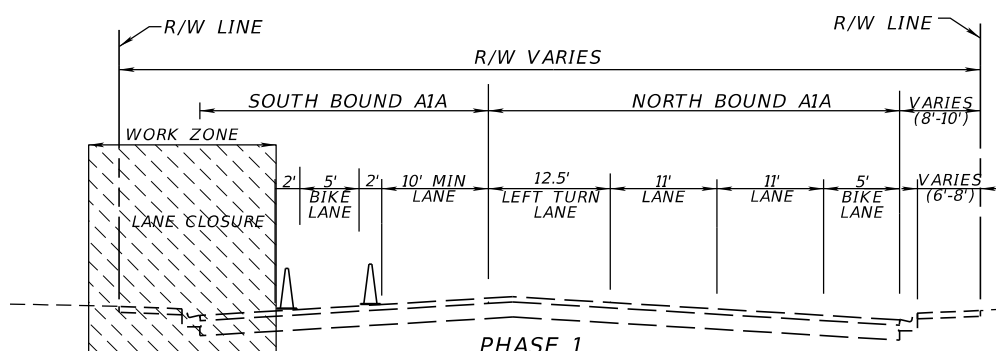 R/W LINE
R/W LINE
R/W VARIES
SOUTH BOUND A1A
NORTH BOUND A1A
VARIES
(8'-10')
WORK ZONE
2'
5'
BIKE
LANE
2'
10' MIN
LANE
12.5'
LEFT TURN
LANE
11'
LANE
11'
LANE
5'
BIKE
LANE
VARIES
(6'-8')
LANE CLOSURE
PHASE 1